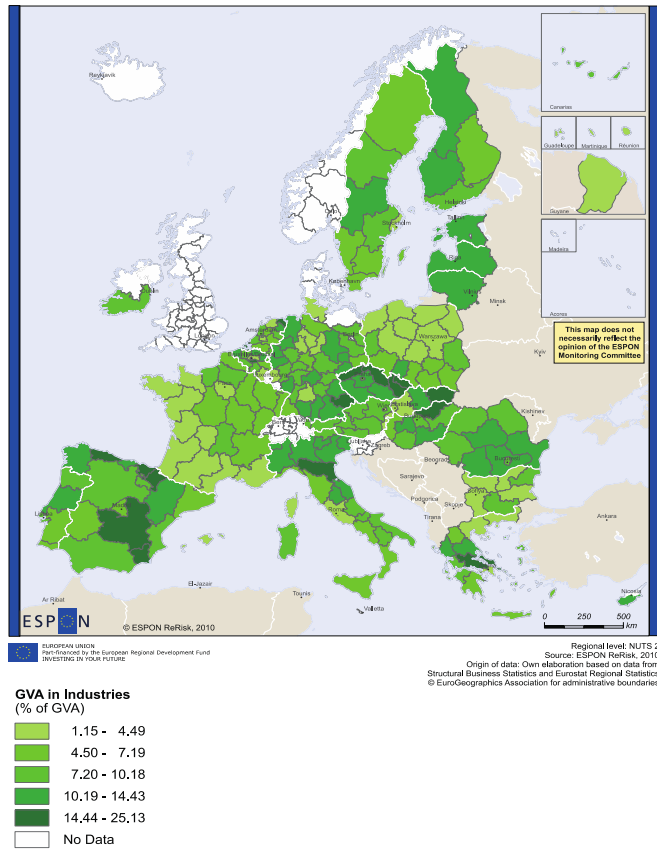 Reykjavik
Canarias
Guadeloupe
Martinique
Réunion
Guyane
Madeira
Acores
Helsinki
Stockholm
Tallinn
Riga
Vilnius
Minsk
København
Dublin
Amsterdam
Warszawa
Kyiv
Kishinev
Luxembourg
Zagreb
Beograd
Sarajevo
Podgorica
Skopje
Tirana
Roma
Madrid
Ankara
Nicosia
Valletta
Tounis
El-Jazair
Ar Ribat
This map does not
necessarily reflect the
opinion of the ESPON
Monitoring Committee
ESPON
© ESPON ReRisk, 2010
0 250 500
km
EUROPEAN UNION
Part-financed by the European Regional Development Fund
INVESTING IN YOUR FUTURE
Regional level: NUTS 2
Source: ESPON ReRisk, 2010
Origin of data: Own elaboration based on data from
Structural Business Statistics and Eurostat Regional Statistics
© EuroGeographics Association for administrative boundaries
GVA in Industries
(% of GVA)
1.15 - 4.49
4.50 - 7.19
7.20 - 10.18
10.19 - 14.43
14.44 - 25.13
No Data